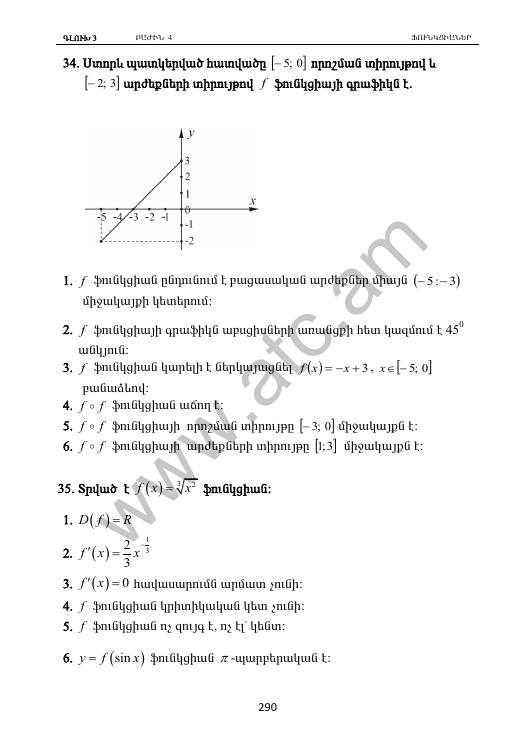 ԳԼՈՒԽ 3 ԲԱԺԻՆ 4 ՖՈՒՆԿՑԻԱՆԵՐ
34. Ստորև պատկերված հատվածը [– 5; 0] որոշման տիրույթով և
[– 2; 3] արժեքների տիրույթով f ֆունկցիայի գրաֆիկն է.
y
3
2
1
x
-5 -4 -3 -2 -1 0
-1
-2
1. f ֆունկցիան ընդունում է բացասական արժեքներ միայն (– 5 :– 3)
միջակայքի կետերում:
2. f ֆունկցիայի գրաֆիկն աբսցիսների առանցքի հետ կազմում է 45⁰
անկյուն:
3. f ֆունկցիան կարելի է ներկայացնել f(x) = –x + 3 , x ∈ [– 5; 0]
բանաձևով:
4. f ∘ f ֆունկցիան աճող է:
5. f ∘ f ֆունկցիայի որոշման տիրույթը [– 3; 0] միջակայքն է:
6. f ∘ f ֆունկցիայի արժեքների տիրույթը [1;3] միջակայքն է:
www.atc.am
35. Տրված է f(x) = ∛x² ֆունկցիան:
1. D(f) = R
2. f′(x) = 2/3 x^(–1/3)
3. f′(x) = 0 հավասարումն արմատ չունի:
4. f ֆունկցիան կրիտիկական կետ չունի:
5. f ֆունկցիան ոչ զույգ է, ոչ էլ՝ կենտ:
6. y = f(sin x) ֆունկցիան π -պարբերական է:
290